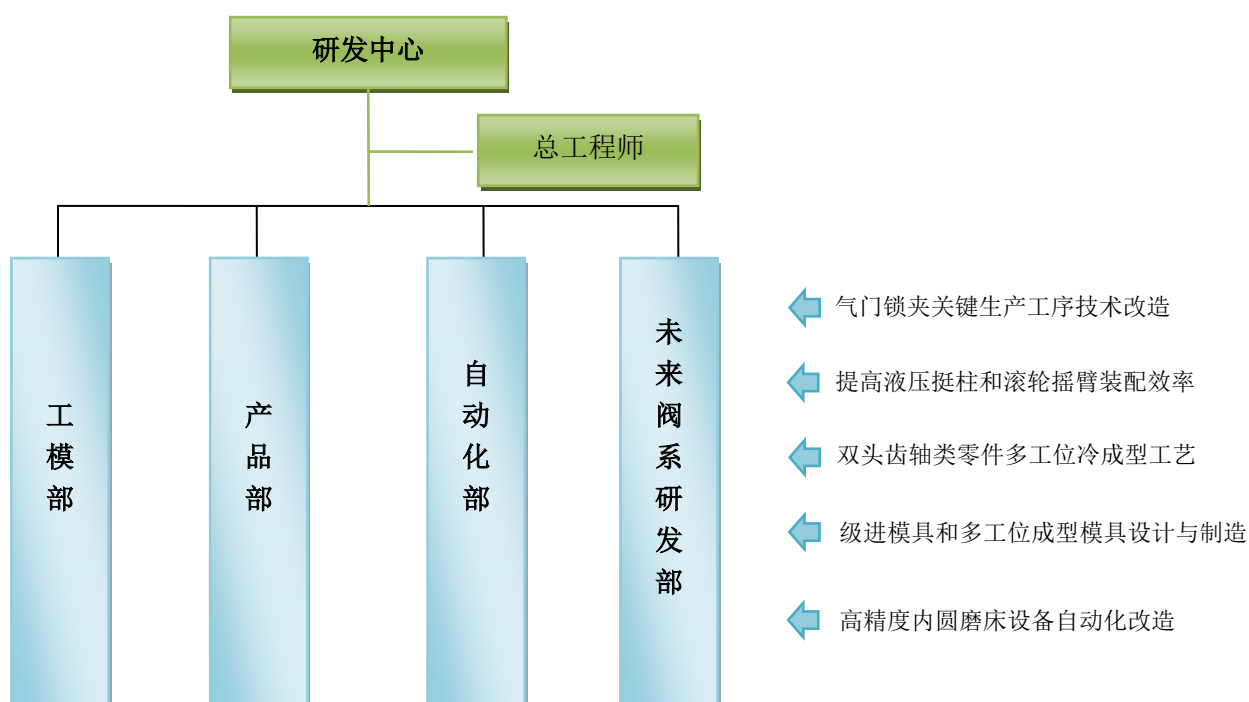 研发中心
总工程师
工模部
产品部
自动化部
未来阀系研发部
气门锁夹关键生产工序技术改造
提高液压挺柱和滚轮摇臂装配效率
双头齿轴类零件多工位冷成型工艺
级进模具和多工位成型模具设计与制造
高精度内圆磨床设备自动化改造